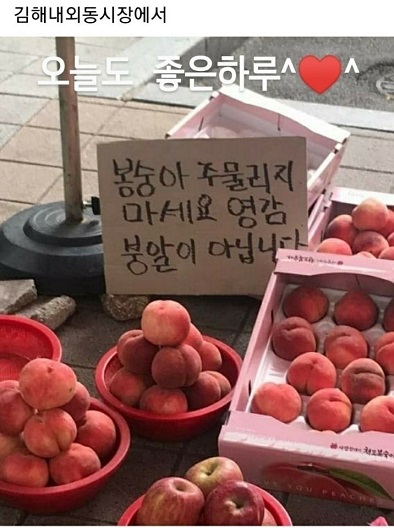 김해내외동시장에서
오늘도 좋은하루^♥^
봉숭아 주물리지
마세요 영감
붕알이 아닙니다